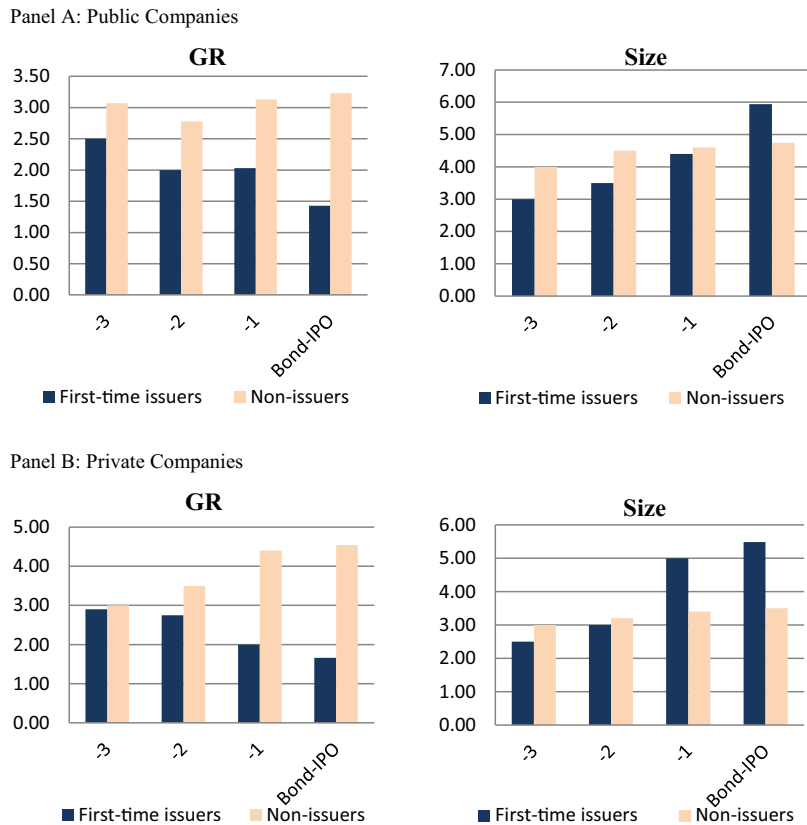 Panel A: Public Companies
GR
3.50
3.00
2.50
2.00
1.50
1.00
0.50
0.00
-3
-2
-1
Bond-IPO
First-time issuers
Non-issuers
Size
7.00
6.00
5.00
4.00
3.00
2.00
1.00
0.00
-3
-2
-1
Bond-IPO
First-time issuers
Non-issuers
Panel B: Private Companies
GR
5.00
4.00
3.00
2.00
1.00
0.00
-3
-2
-1
Bond-IPO
First-time issuers
Non-issuers
Size
6.00
5.00
4.00
3.00
2.00
1.00
0.00
-3
-2
-1
Bond-IPO
First-time issuers
Non-issuers